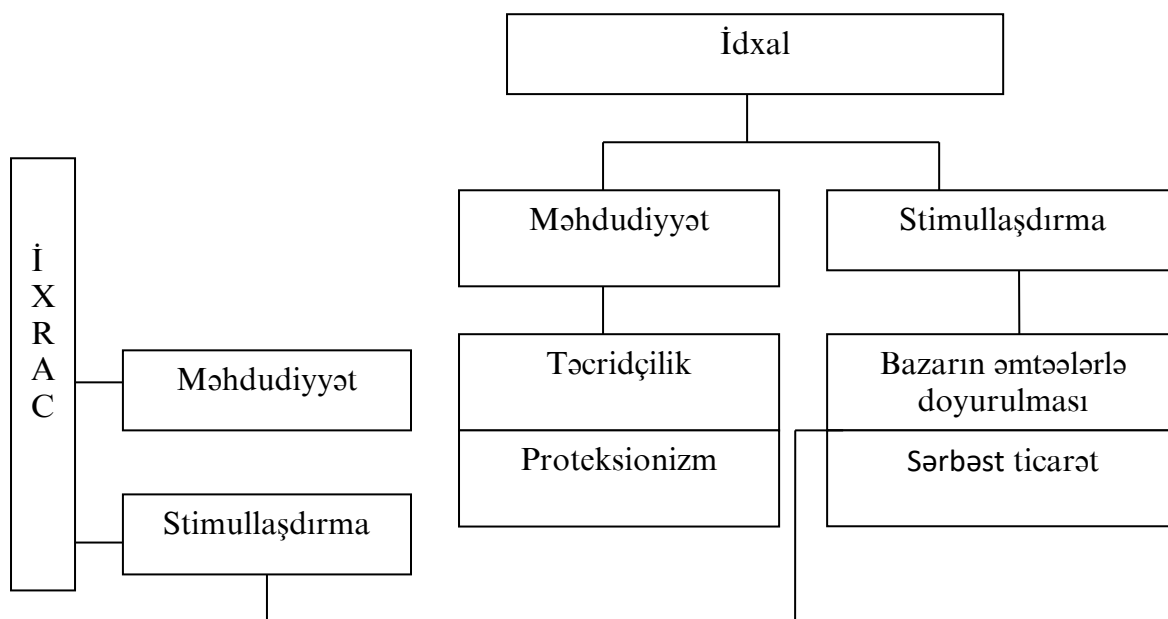 İdxal
Məhdudiyyət
Stimullaşdırma
İ
X
R
A
C
Təcridçilik
Bazarın əmtəələrlə
doyurulması
Məhdudiyyət
Proteksionizm
Sərbəst ticarət
Stimullaşdırma